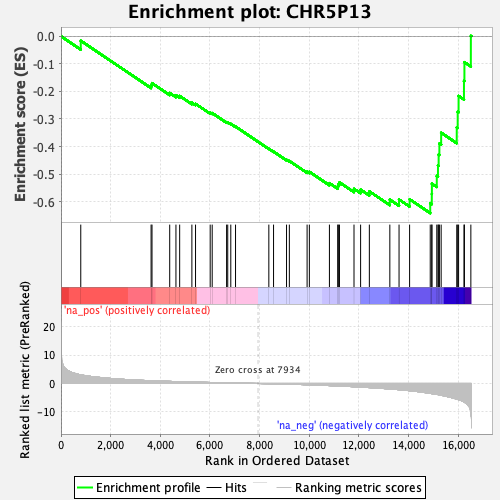 Enrichment plot: CHR5P13
Enrichment score (ES)
0.0
-0.1
-0.2
-0.3
-0.4
-0.5
-0.6
'na_pos' (positively correlated)
Ranked list metric (PreRanked)
20
10
0
-10
Zero cross at 7934
'na_neg' (negatively correlated)
0
2,000
4,000
6,000
8,000
10,000
12,000
14,000
16,000
Rank in Ordered Dataset
Enrichment profile
Hits
Ranking metric scores